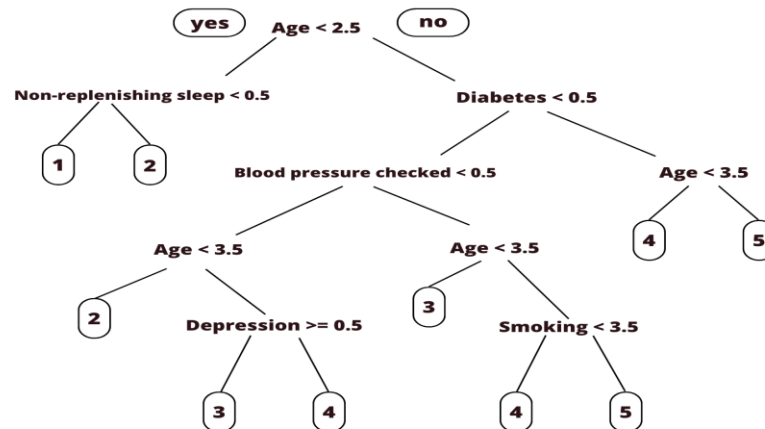 yes Age < 2.5 no
Non-replenishing sleep < 0.5 Diabetes < 0.5
1 2 Blood pressure checked < 0.5 Age < 3.5
4 5
Age < 3.5 Age < 3.5
2 3
Depression >= 0.5 Smoking < 3.5
3 4 4 5